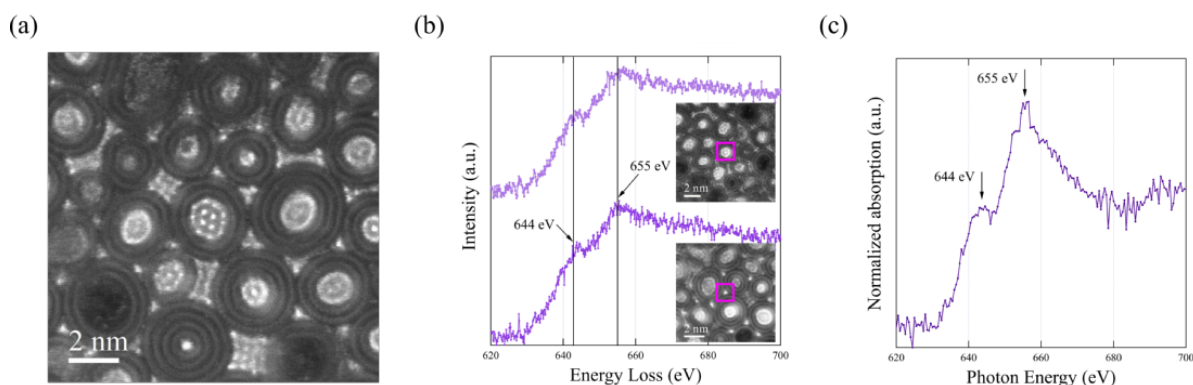 (a)
2 nm
(b)
Intensity (a.u.)
644 eV
655 eV
2 nm
2 nm
620
640
660
680
700
Energy Loss (eV)
(c)
Normalized absorption (a.u.)
655 eV
644 eV
620
640
660
680
700
Photon Energy (eV)